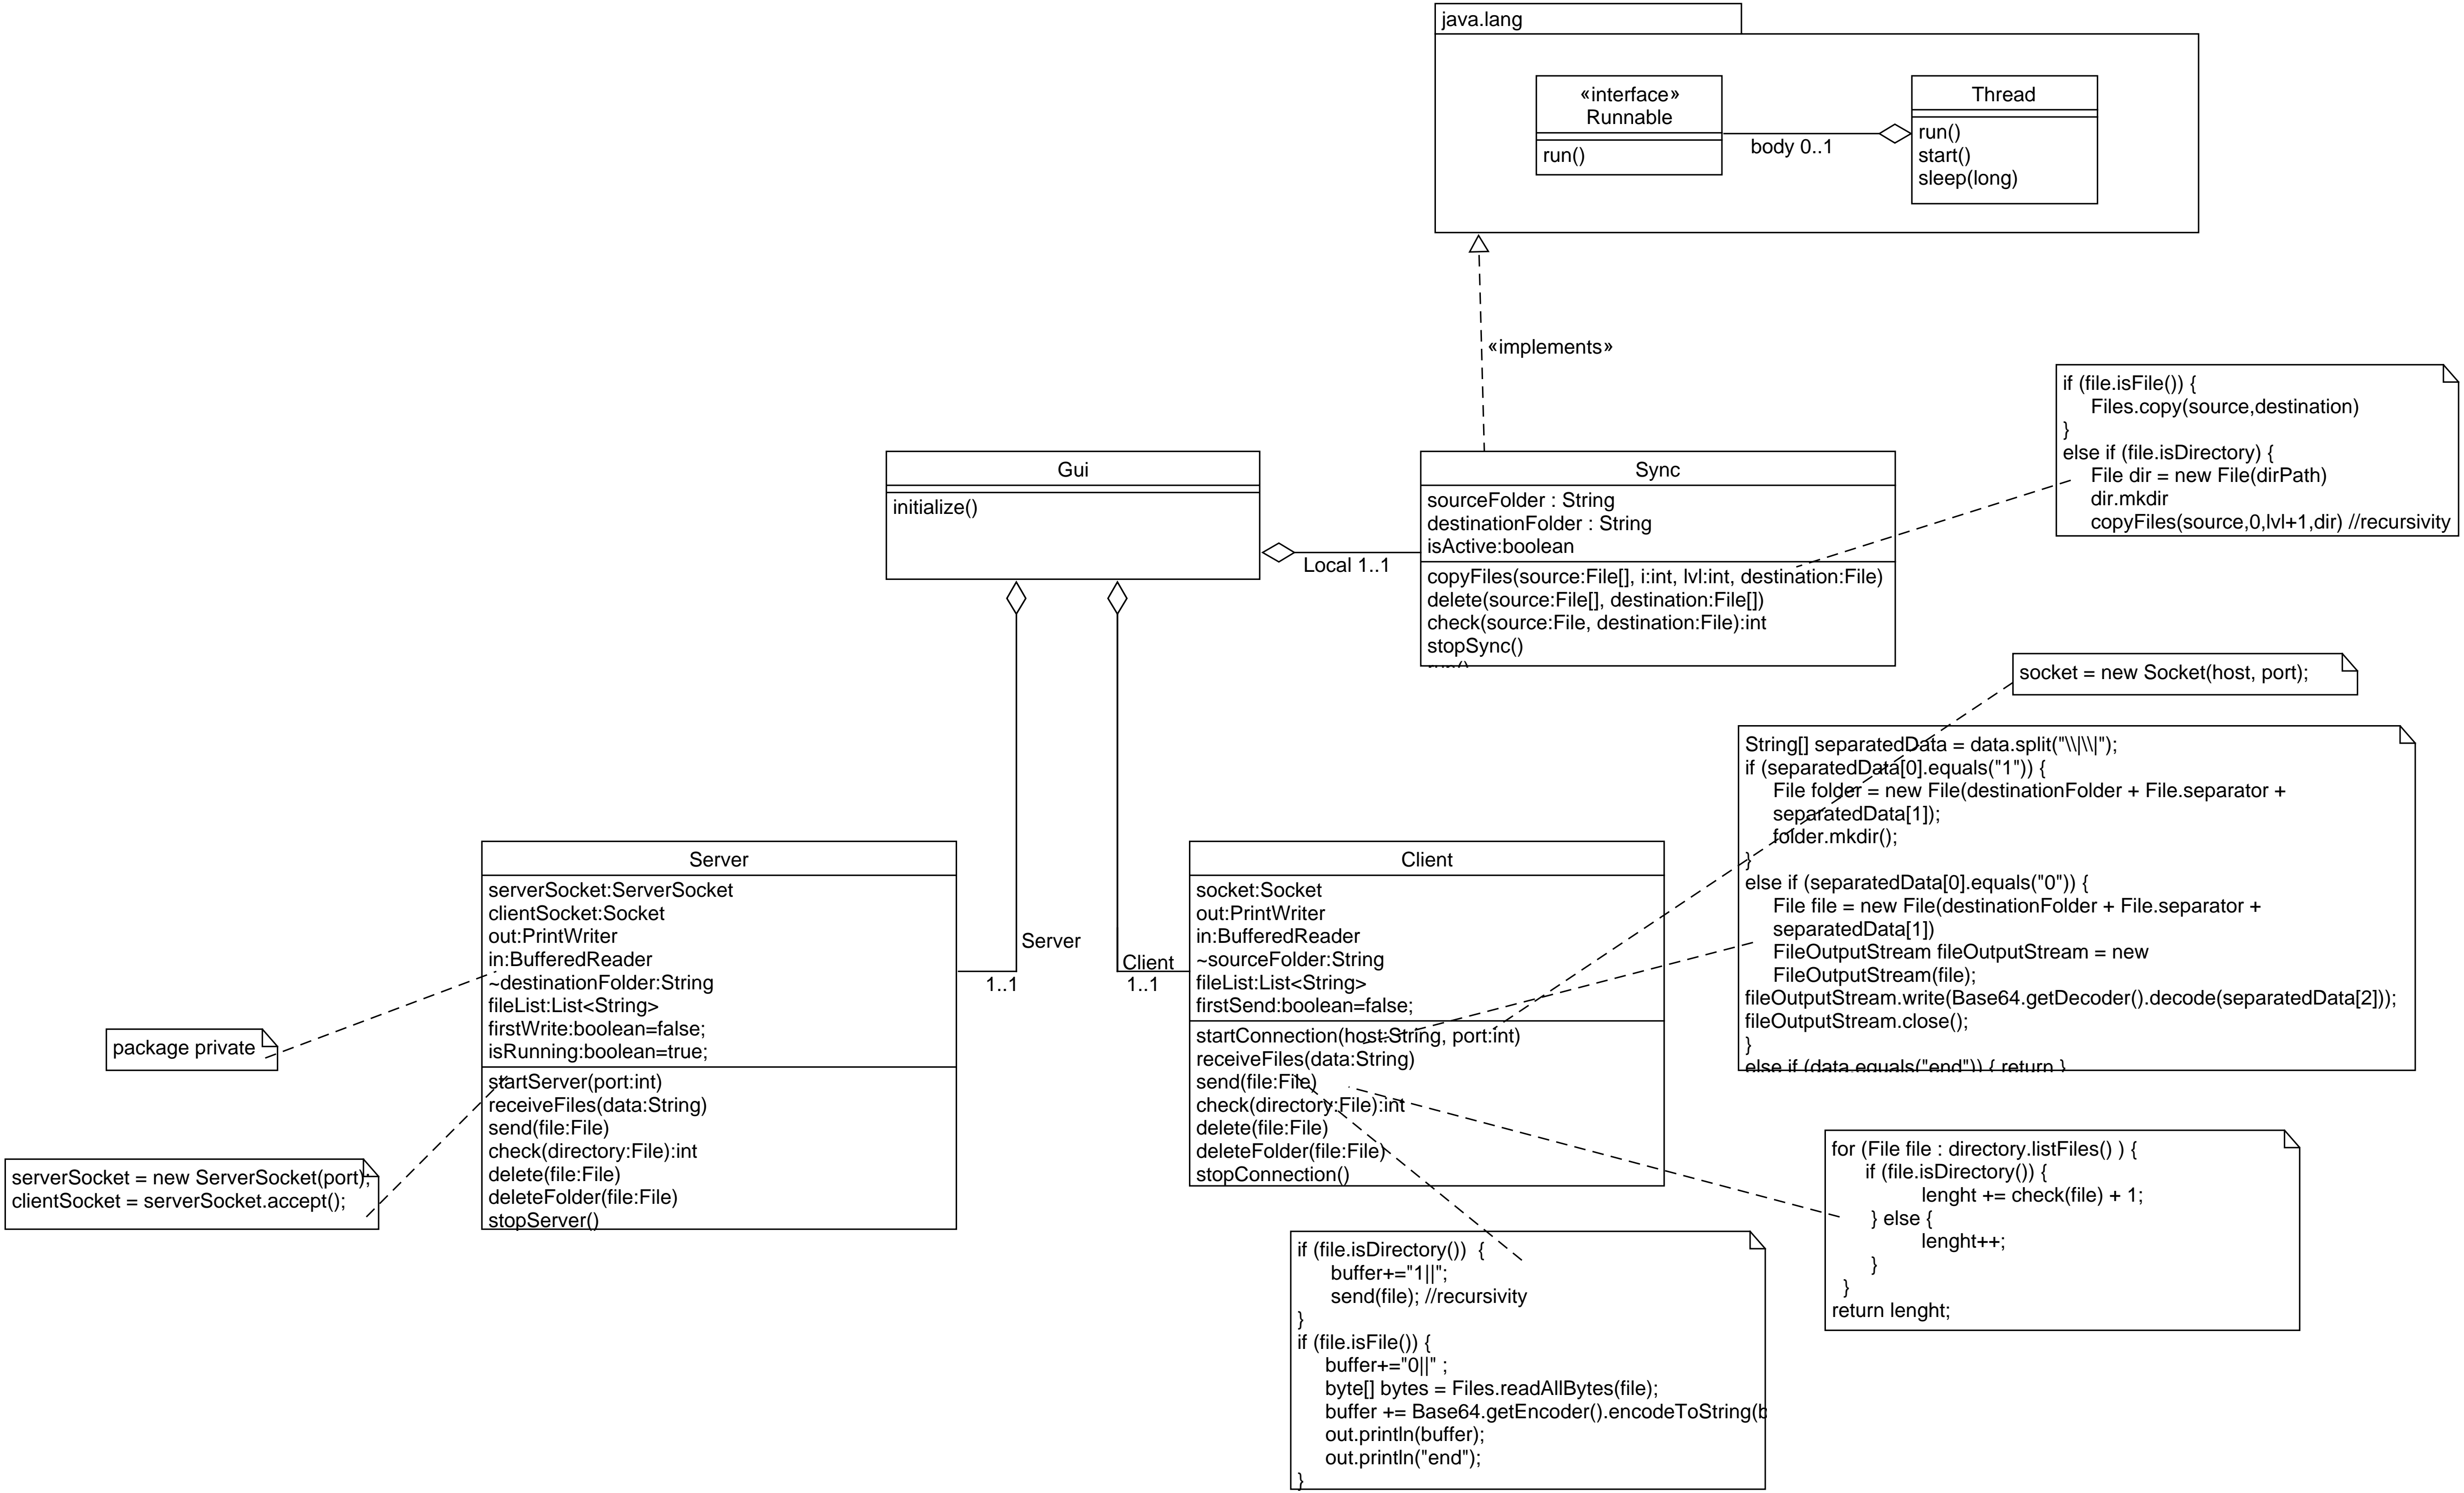 java.lang
«interface»
Runnable
run()
body 0..1
Thread
run()
start()
sleep(long)
«implements»
if (file.isFile()) {
Files.copy(source,destination)
}
else if (file.isDirectory) {
File dir = new File(dirPath)
dir.mkdir
copyFiles(source,0,lvl+1,dir) //recursivity
Gui
initialize()
Local 1..1
Sync
sourceFolder : String
destinationFolder : String
isActive:boolean
copyFiles(source:File[], i:int, lvl:int, destination:File)
delete(source:File[], destination:File[])
check(source:File, destination:File):int
stopSync()
socket = new Socket(host, port);
String[] separatedData = data.split("\\|\\|");
if (separatedData[0].equals("1")) {
File folder = new File(destinationFolder + File.separator +
separatedData[1]);
folder.mkdir();
}
else if (separatedData[0].equals("0")) {
File file = new File(destinationFolder + File.separator +
separatedData[1])
FileOutputStream fileOutputStream = new
FileOutputStream(file);
fileOutputStream.write(Base64.getDecoder().decode(separatedData[2]));
fileOutputStream.close();
}
else if (data.equals("end")) { return }
Server
serverSocket:ServerSocket
clientSocket:Socket
out:PrintWriter
in:BufferedReader
~destinationFolder:String
fileList:List<String>
firstWrite:boolean=false;
isRunning:boolean=true;
startServer(port:int)
receiveFiles(data:String)
send(file:File)
check(directory:File):int
delete(file:File)
deleteFolder(file:File)
stopServer()
Server
1..1
Client
1..1
Client
socket:Socket
out:PrintWriter
in:BufferedReader
~sourceFolder:String
fileList:List<String>
firstSend:boolean=false;
startConnection(host:String, port:int)
receiveFiles(data:String)
send(file:File)
check(directory:File):int
delete(file:File)
deleteFolder(file:File)
stopConnection()
package private
serverSocket = new ServerSocket(port);
clientSocket = serverSocket.accept();
for (File file : directory.listFiles() ) {
if (file.isDirectory()) {
lenght += check(file) + 1;
} else {
lenght++;
}
}
return lenght;
if (file.isDirectory()) {
buffer+="1||";
send(file); //recursivity
}
if (file.isFile()) {
buffer+="0||" ;
byte[] bytes = Files.readAllBytes(file);
buffer += Base64.getEncoder().encodeToString(b
out.println(buffer);
out.println("end");
}